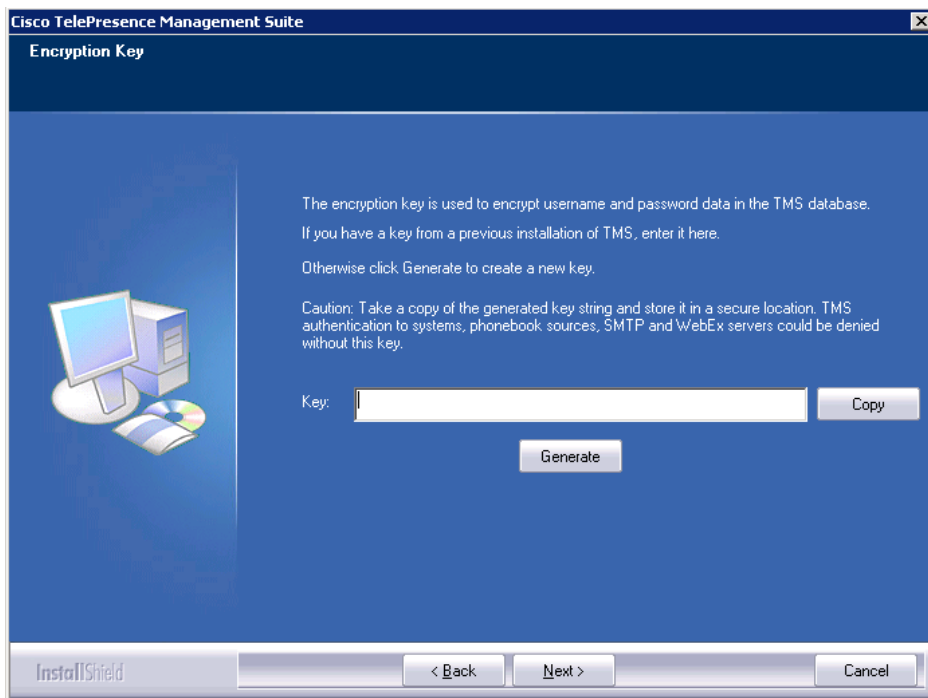 Cisco TelePresence Management Suite
Encryption Key
The encryption key is used to encrypt username and password data in the TMS database.
If you have a key from a previous installation of TMS, enter it here.
Otherwise click Generate to create a new key.
Caution: Take a copy of the generated key string and store it in a secure location. TMS
authentication to systems, phonebook sources, SMTP and WebEx servers could be denied
without this key.
Key:
Copy
Generate
InstallShield
< Back
Next >
Cancel